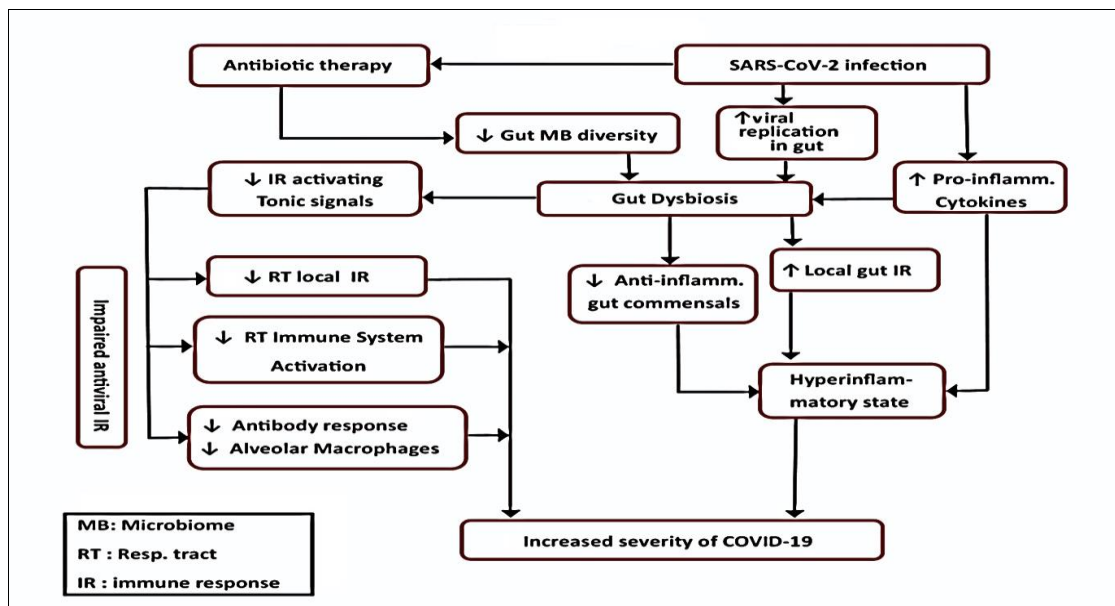 Antibiotic therapy
SARS-CoV-2 infection
↓ Gut MB diversity
↑viral
replication
in gut
↓ IR activating
Tonic signals
Gut Dysbiosis
↑ Pro-inflamm.
Cytokines
↓ RT local IR
↓ Anti-inflamm.
gut commensals
↑ Local gut IR
Impaired antiviral IR
↓ RT Immune System
Activation
Hyperinflam-
matory state
↓ Antibody response
↓ Alveolar Macrophages
Increased severity of COVID-19
MB: Microbiome
RT : Resp. tract
IR : immune response